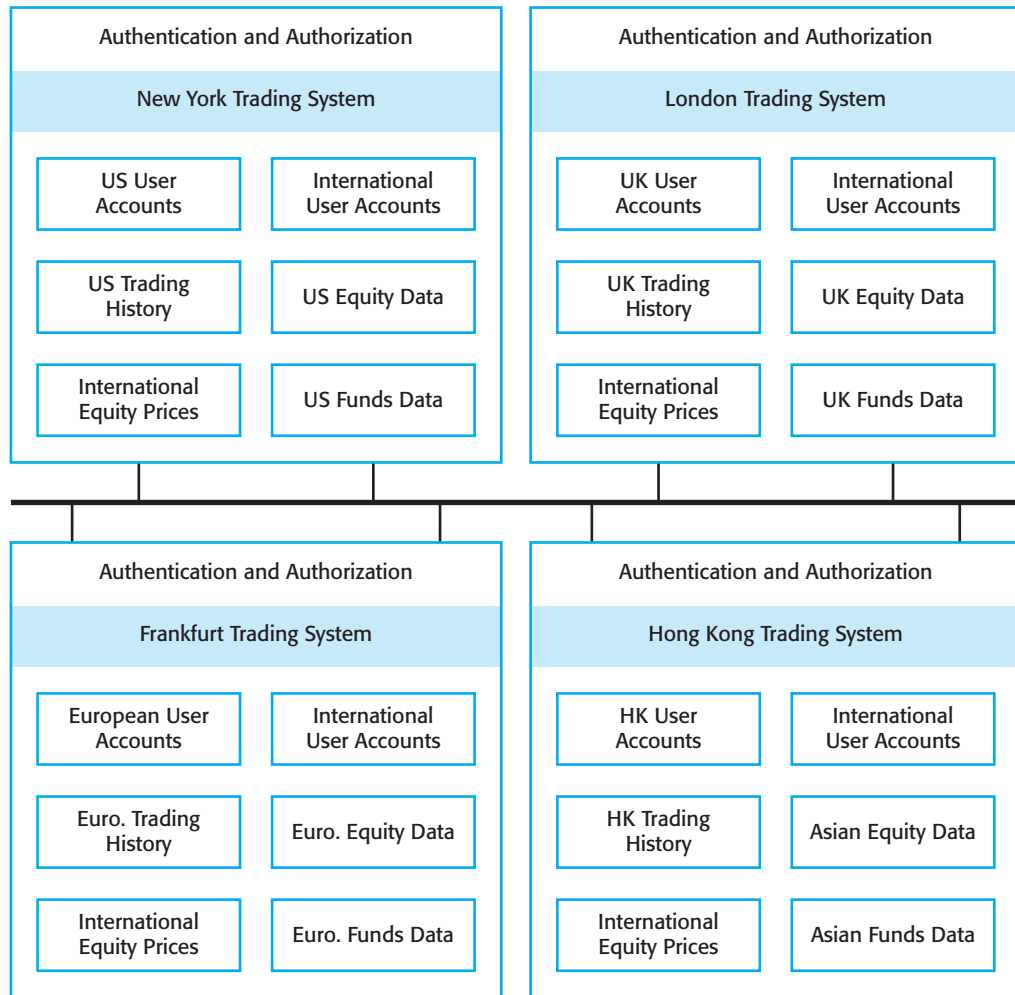 Authentication and Authorization
New York Trading System
US User
Accounts
International
User Accounts
US Trading
History
US Equity Data
International
Equity Prices
US Funds Data
Authentication and Authorization
London Trading System
UK User
Accounts
International
User Accounts
UK Trading
History
UK Equity Data
International
Equity Prices
UK Funds Data
Authentication and Authorization
Frankfurt Trading System
European User
Accounts
International
User Accounts
Euro. Trading
History
Euro. Equity Data
International
Equity Prices
Euro. Funds Data
Authentication and Authorization
Hong Kong Trading System
HK User
Accounts
International
User Accounts
HK Trading
History
Asian Equity Data
International
Equity Prices
Asian Funds Data